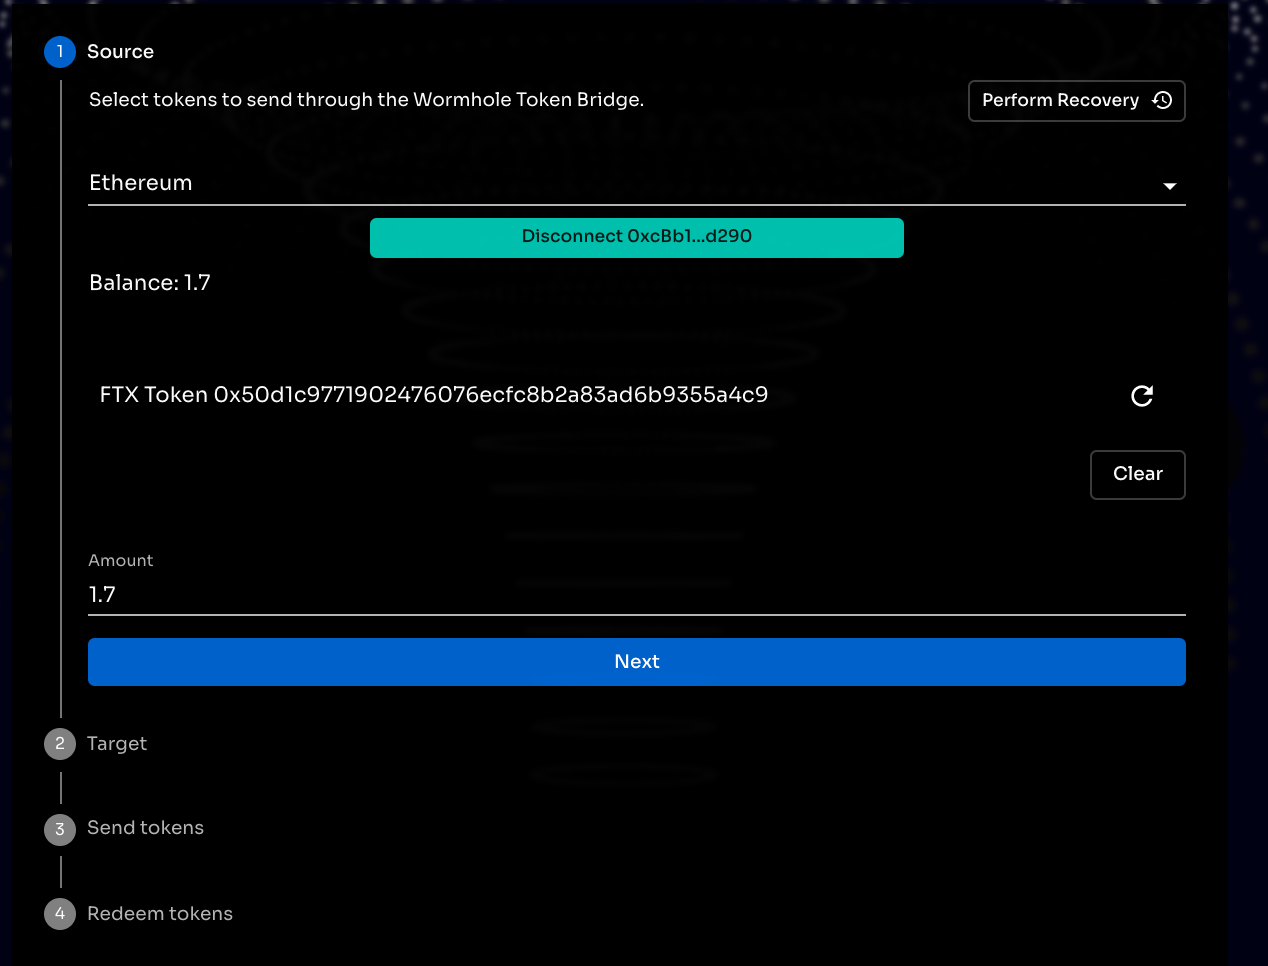 1 Source
Select tokens to send through the Wormhole Token Bridge.
Perform Recovery
Ethereum
Disconnect 0xcBb1...d290
Balance: 1.7
FTX Token 0x50d1c9771902476076ecfc8b2a83ad6b9355a4c9
Clear
Amount
1.7
Next
2 Target
3 Send tokens
4 Redeem tokens